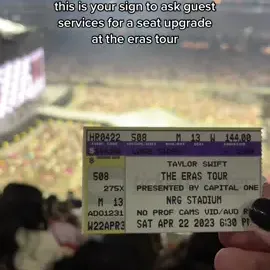 this is your sign to ask guest
services for a seat upgrade
at the eras tour
HR0422 508 M 13 W 144.00
TAYLOR SWIFT
508 THE ERAS TOUR
275X PRESENTED BY CAPITAL ONE
M 13 NRG STADIUM
ADO1231 NO PROF CAMS VID/AUD R
W22APR3 SAT APR 22 2023 6:30 P